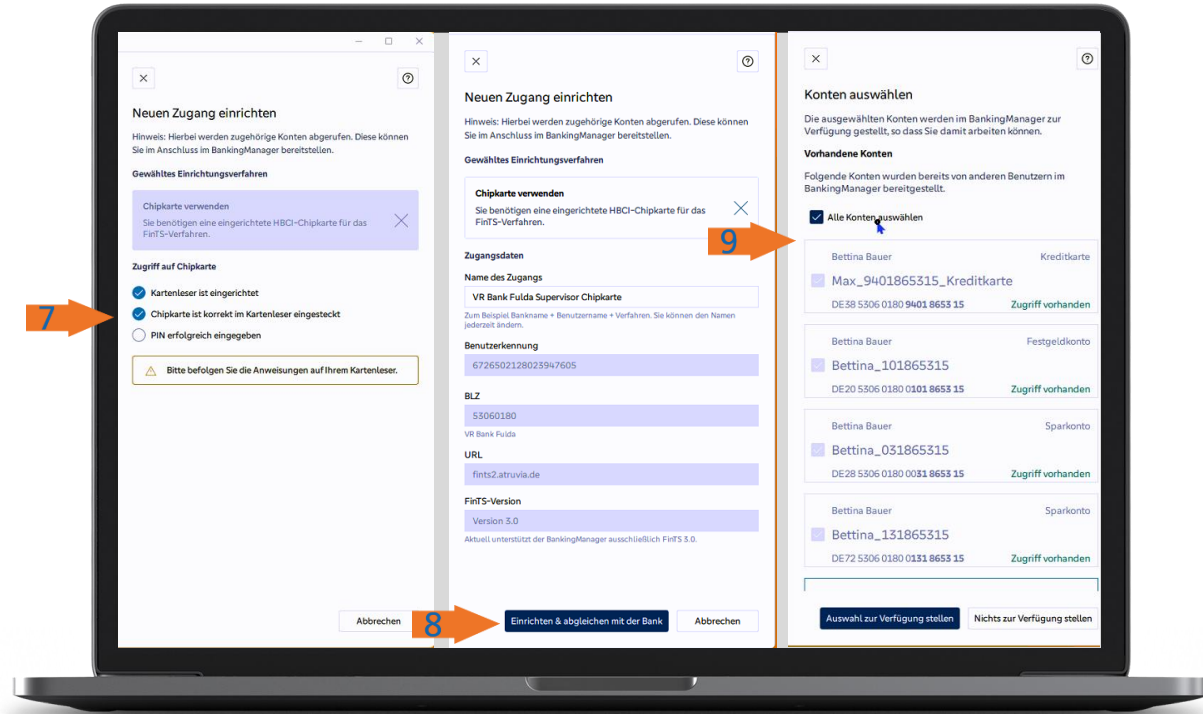 Neuen Zugang einrichten
Hinweis: Hierbei werden zugehörige Konten abgerufen. Diese können
Sie im Anschluss im BankingManager bereitstellen.
Gewähltes Einrichtungsverfahren
Chipkarte verwenden
Sie benötigen eine eingerichtete HBCI-Chipkarte für das
FinTS-Verfahren.
Zugriff auf Chipkarte
Kartenleser ist eingerichtet
7
Chipkarte ist korrekt im Kartenleser eingesteckt
PIN erfolgreich eingegeben
Bitte befolgen Sie die Anweisungen auf Ihrem Kartenleser.
Abbrechen
Neuen Zugang einrichten
Hinweis: Hierbei werden zugehörige Konten abgerufen. Diese können
Sie im Anschluss im BankingManager bereitstellen.
Gewähltes Einrichtungsverfahren
Chipkarte verwenden
Sie benötigen eine eingerichtete HBCI-Chipkarte für das
FinTS-Verfahren.
Zugangsdaten
Name des Zugangs
VR Bank Fulda Supervisor Chipkarte
Zum Beispiel Bankname + Benutzername + Verfahren. Sie können den Namen
jederzeit ändern.
Benutzerkennung
6726502128023947605
BLZ
53060180
VR Bank Fulda
URL
fints2.atruvia.de
FinTS-Version
Version 3.0
Aktuell unterstützt der BankingManager ausschließlich FinTS 3.0.
8
Einrichten & abgleichen mit der Bank
Abbrechen
Konten auswählen
Die ausgewählten Konten werden im BankingManager zur
Verfügung gestellt, so dass Sie damit arbeiten können.
Vorhandene Konten
Folgende Konten wurden bereits von anderen Benutzern im
BankingManager bereitgestellt.
Alle Konten auswählen
9
Bettina Bauer Kreditkarte
Max_9401865315_Kreditkarte
DE38 5306 0180 9401 8653 15 Zugriff vorhanden
Bettina Bauer Festgeldkonto
Bettina_101865315
DE20 5306 0180 0101 8653 15 Zugriff vorhanden
Bettina Bauer Sparkonto
Bettina_031865315
DE28 5306 0180 0031 8653 15 Zugriff vorhanden
Bettina Bauer Sparkonto
Bettina_131865315
DE72 5306 0180 0131 8653 15 Zugriff vorhanden
Auswahl zur Verfügung stellen
Nichts zur Verfügung stellen